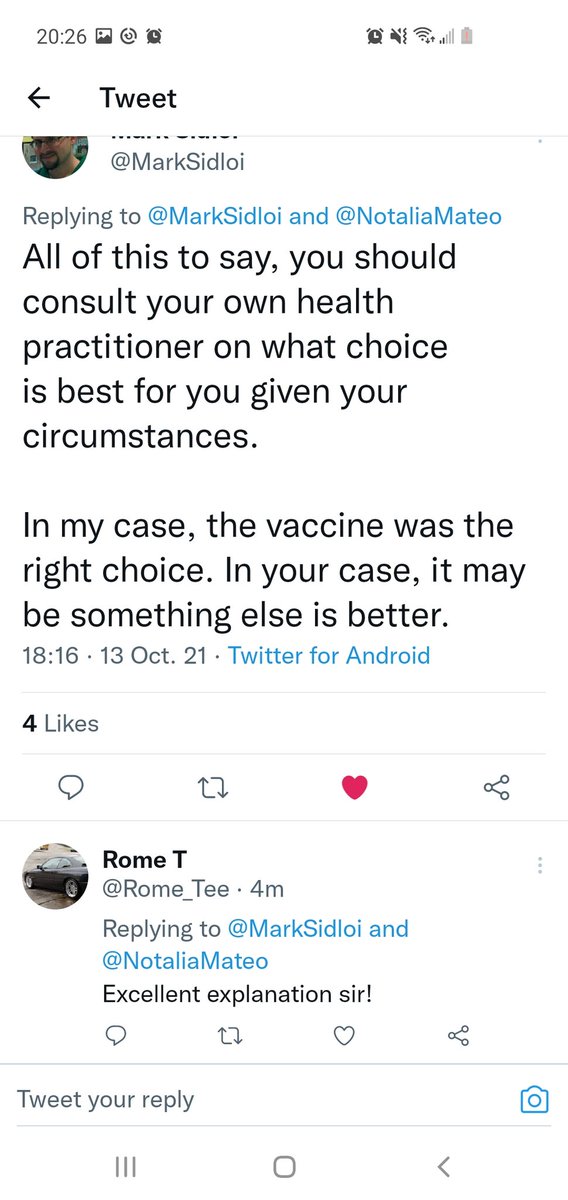 20:26
Tweet
@MarkSidloi
Replying to @MarkSidloi and @NotaliaMateo
All of this to say, you should
consult your own health
practitioner on what choice
is best for you given your
circumstances.
In my case, the vaccine was the
right choice. In your case, it may
be something else is better.
18:16 · 13 Oct. 21 · Twitter for Android
4 Likes
Rome T
@Rome_Tee · 4m
Replying to @MarkSidloi and
@NotaliaMateo
Excellent explanation sir!
Tweet your reply